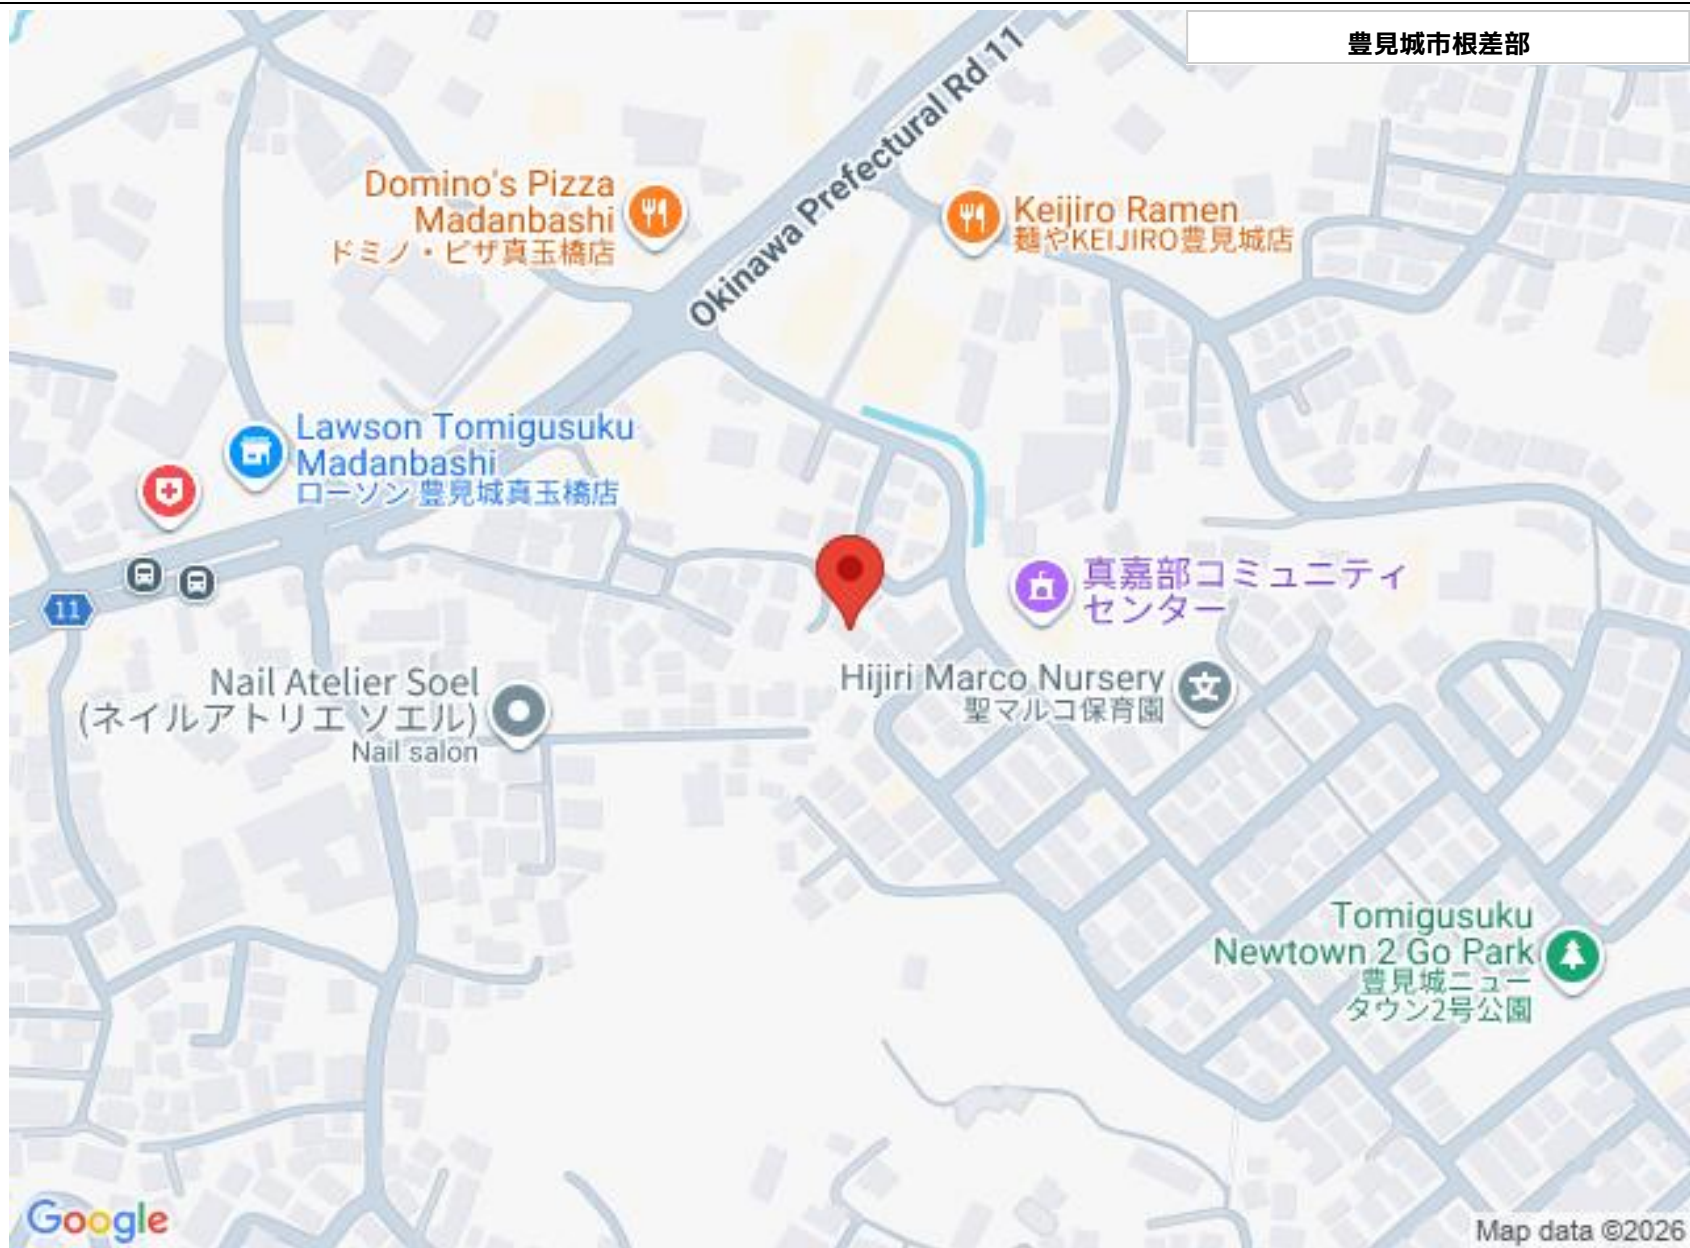 豊見城市根差部
Okinawa Prefectural Rd 11
Domino's Pizza
Madanbashi
ドミノ・ピザ真玉橋店
Keijiro Ramen
麺やKEIJIRO豊見城店
Lawson Tomigusuku
Madanbashi
ローソン 豊見城真玉橋店
11
真嘉部コミュニティ
センター
Nail Atelier Soel
(ネイルアトリエ ソエル)
Nail salon
Hijiri Marco Nursery
聖マルコ保育園
文
Tomigusuku
Newtown 2 Go Park
豊見城ニュー
タウン2号公園
Google
Map data ©2026